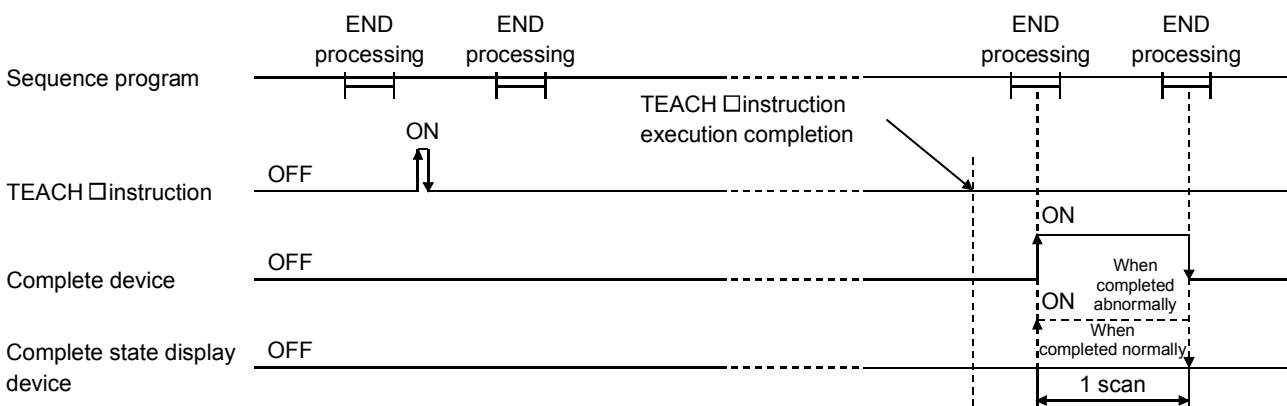 END
processing
END
processing
END
processing
END
processing
Sequence program
TEACH □instruction
execution completion
ON
OFF
TEACH □instruction
ON
OFF
Complete device
When
completed
abnormally
ON
When
completed normally
OFF
Complete state display
device
1 scan